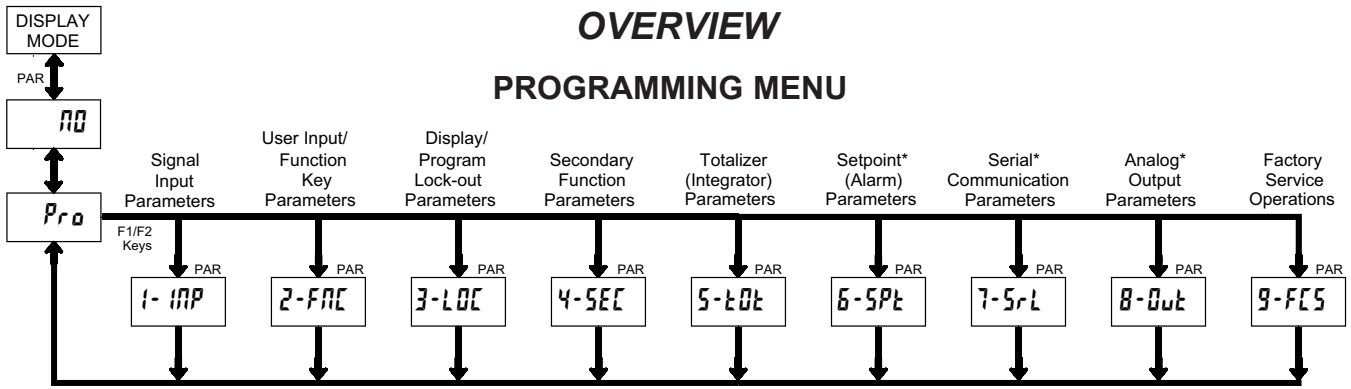 DISPLAY
MODE
OVERVIEW
PAR
PROGRAMMING MENU
NO
Pro
F1/F2
Keys
Signal
Input
Parameters
User Input/
Function
Key
Parameters
Display/
Program
Lock-out
Parameters
Secondary
Function
Parameters
Totalizer
(Integrator)
Parameters
Setpoint*
(Alarm)
Parameters
Serial*
Communication
Parameters
Analog*
Output
Parameters
Factory
Service
Operations
PAR
1-INP
PAR
2-FNC
PAR
3-LOC
PAR
4-SEC
PAR
5-tOt
PAR
6-SPt
PAR
7-SrL
PAR
8-Out
PAR
9-FCS